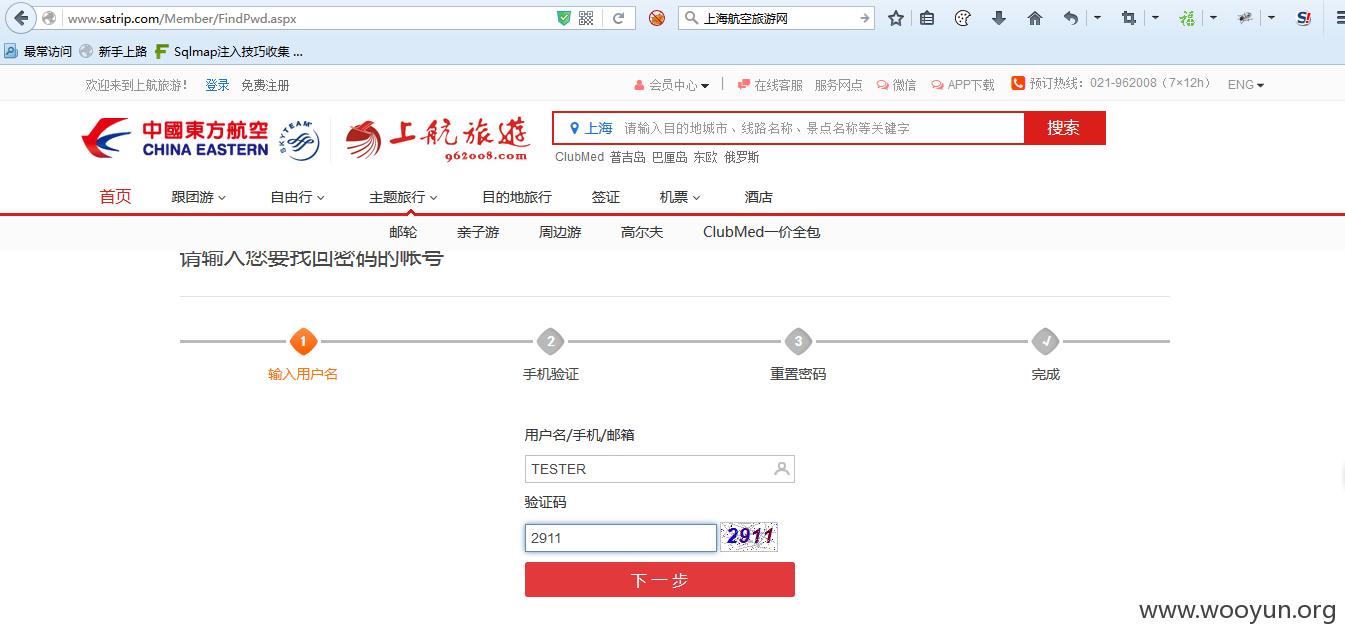 www.satrip.com/Member/FindPwd.aspx 上海航空旅游网
最常访问 新手上路 Sqlmap注入技巧收集 ...
欢迎来到上航旅游! 登录 免费注册 会员中心 在线客服 服务网点 微信 APP下载 预订热线: 021-962008（7×12h） ENG
中國東方航空 CHINA EASTERN SKYTEAM 上航旅遊 962008.com 上海 请输入目的地城市、线路名称、景点名称等关键字 搜索
ClubMed 普吉岛 巴厘岛 东欧 俄罗斯
首页 跟团游 自由行 主题旅行 目的地旅行 签证 机票 酒店
邮轮 亲子游 周边游 高尔夫 ClubMed一价全包
请输入您要找回密码的帐号
1 2 3
输入用户名 手机验证 重置密码 完成
用户名/手机/邮箱
TESTER
验证码
2911 2911
下一步
www.wooyun.org